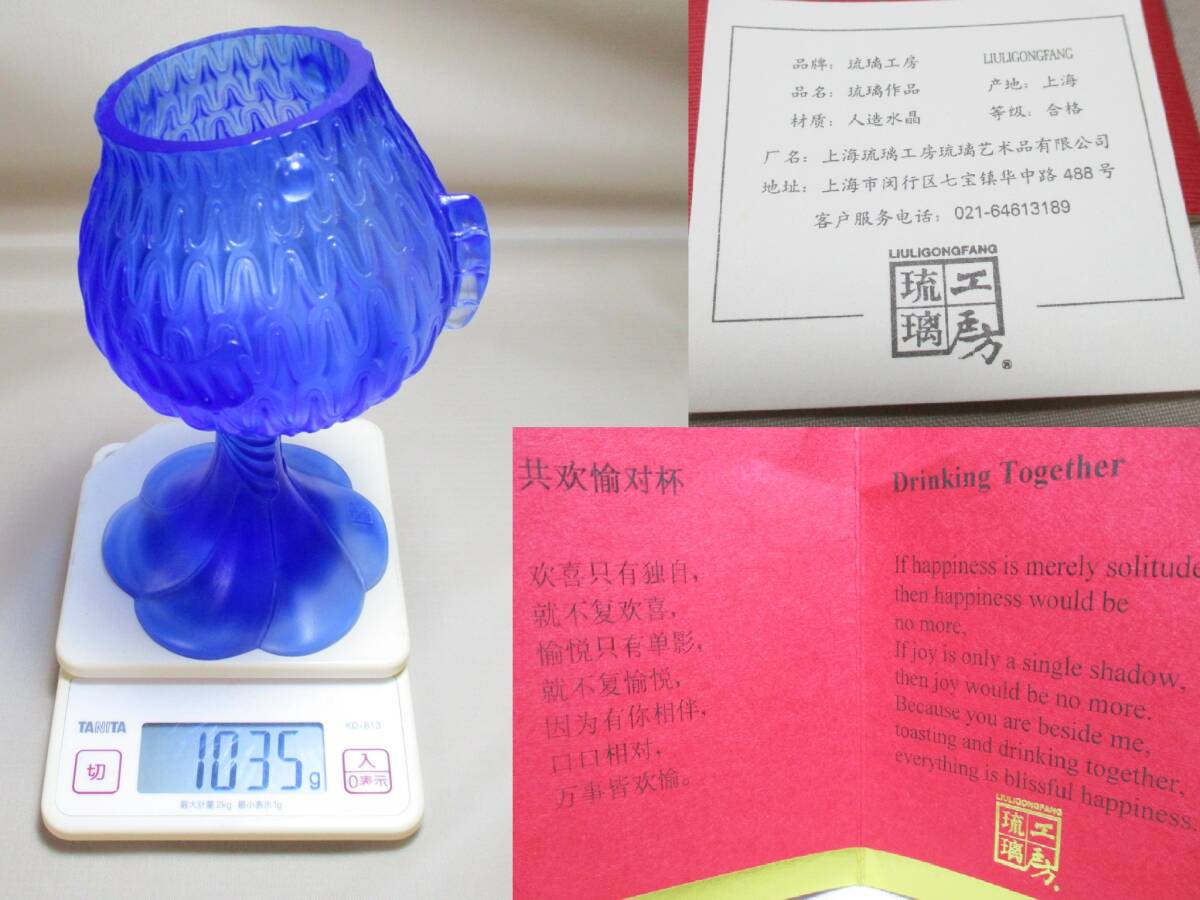 TANITA
KD-813
切
1035g
入
0表示
最大計量2kg 最小表示1g
品牌：琉璃工房 LIULIGONGFANG
品名：琉璃作品 产地：上海
材质：人造水晶 等级：合格
厂名：上海琉璃工房琉璃艺术品有限公司
地址：上海市闵行区七宝镇华中路 488 号
客户服务电话：021-64613189
LIULIGONGFANG
琉璃工房®
共欢愉对杯
欢喜只有独自，
就不复欢喜，
愉悦只有单影，
就不复愉悦，
因为有你相伴，
口口相对，
万事皆欢愉。
Drinking Together
If happiness is merely solitude
then happiness would be
no more,
If joy is only a single shadow,
then joy would be no more.
Because you are beside me,
toasting and drinking together,
everything is blissful happiness.
LIULIGONGFANG
琉璃工房®